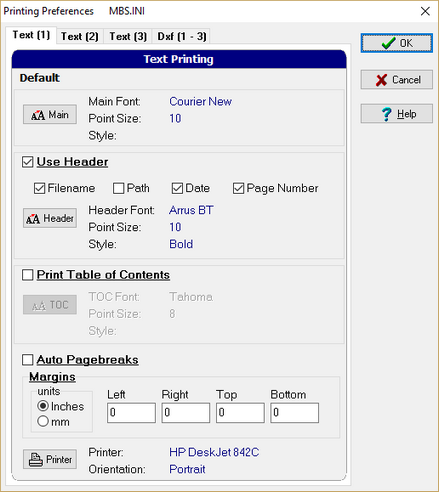 Printing Preferences MBS.INI
Text (1) Text (2) Text (3) Dxf (1 - 3)
OK
Cancel
Help
Text Printing
Default
Main
Main Font: Courier New
Point Size: 10
Style:
Use Header
Filename Path Date Page Number
Header
Header Font: Arrus BT
Point Size: 10
Style: Bold
Print Table of Contents
TOC
TOC Font: Tahoma
Point Size: 8
Style:
Auto Pagebreaks
Margins
units
Inches
mm
Left Right Top Bottom
0 0 0 0
Printer
Printer: HP DeskJet 842C
Orientation: Portrait